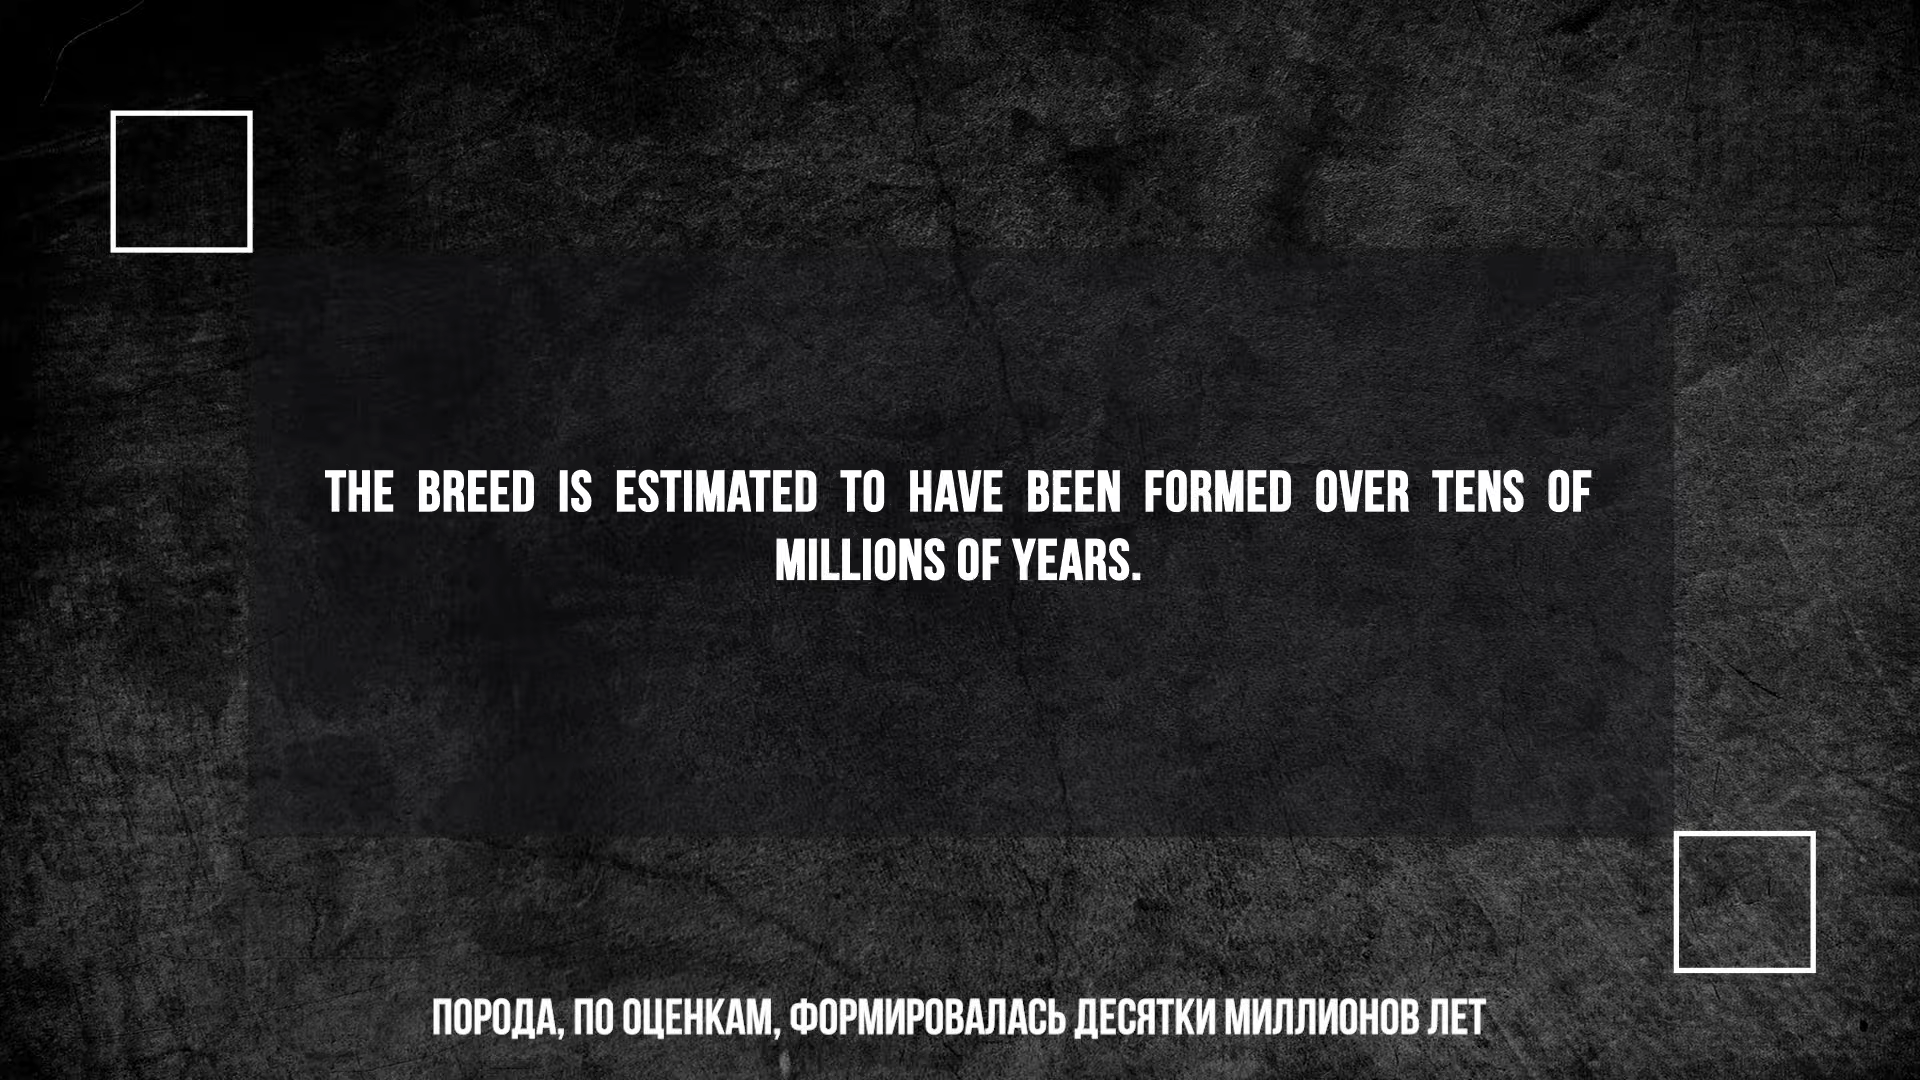 THE BREED IS ESTIMATED TO HAVE BEEN FORMED OVER TENS OF
MILLIONS OF YEARS.
ПОРОДА, ПО ОЦЕНКАМ, ФОРМИРОВАЛАСЬ ДЕСЯТКИ МИЛЛИОНОВ ЛЕТ